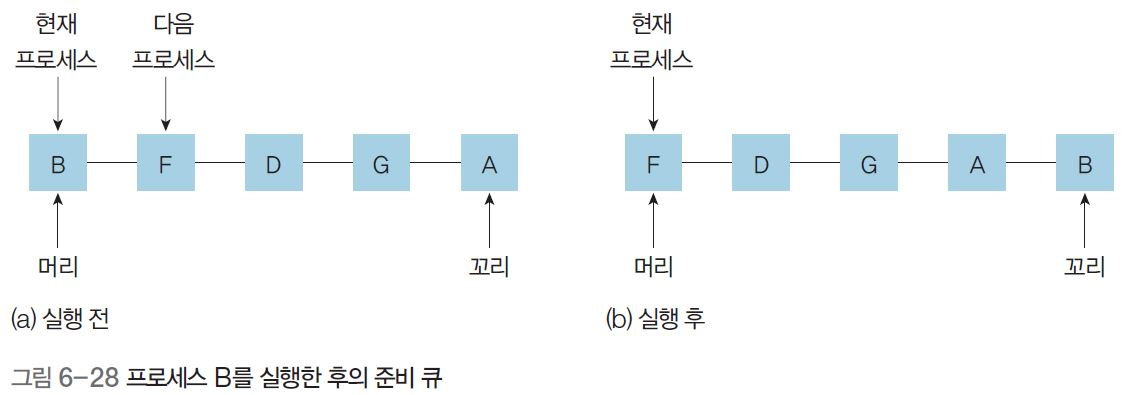 현재
프로세스
다음
프로세스
B F D G A
머리
꼬리
(a) 실행 전
현재
프로세스
F D G A B
머리
꼬리
(b) 실행 후
그림 6-28 프로세스 B를 실행한 후의 준비 큐